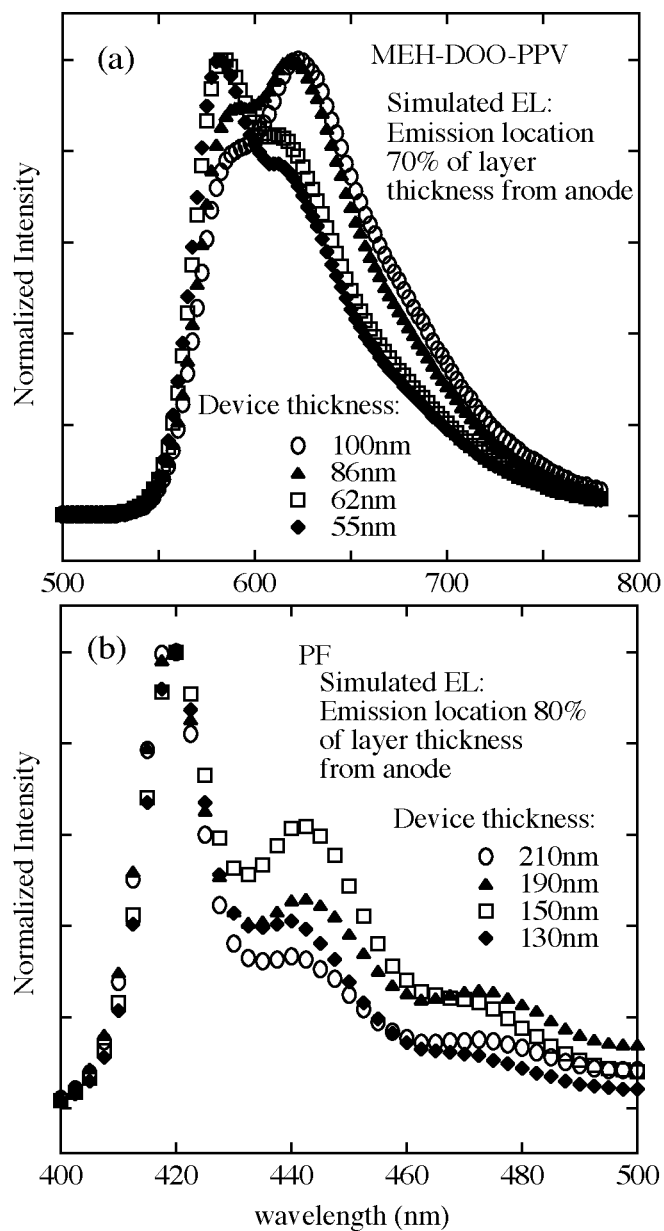 (a)
MEH-DOO-PPV
Simulated EL:
Emission location
70% of layer
thickness from anode
Normalized Intensity
Device thickness:
100nm
86nm
62nm
55nm
500 600 700 800
(b)
PF
Simulated EL:
Emission location 80%
of layer thickness
from anode
Normalized Intensity
Device thickness:
210nm
190nm
150nm
130nm
400 420 440 460 480 500
wavelength (nm)